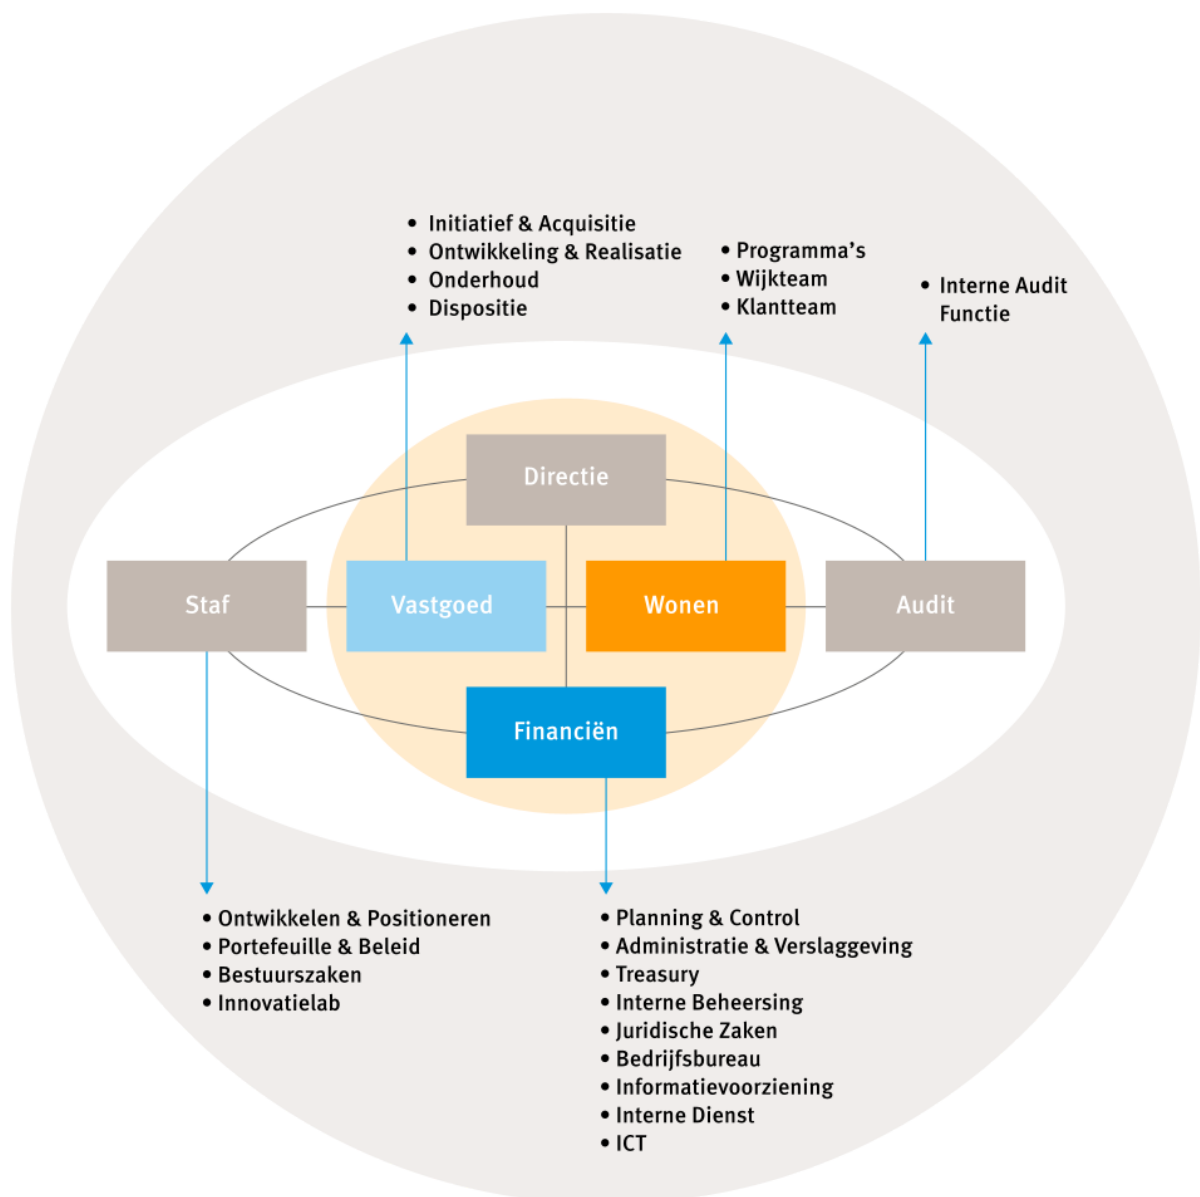 • Initiatief & Acquisitie
• Ontwikkeling & Realisatie
• Onderhoud
• Dispositie
• Programma's
• Wijkteam
• Klantteam
• Interne Audit
Functie
Directie
Staf
Vastgoed
Wonen
Audit
Financiën
• Ontwikkelen & Positioneren
• Portefeuille & Beleid
• Bestuurszaken
• Innovatielab
• Planning & Control
• Administratie & Verslaggeving
• Treasury
• Interne Beheersing
• Juridische Zaken
• Bedrijfsbureau
• Informatievoorziening
• Interne Dienst
• ICT